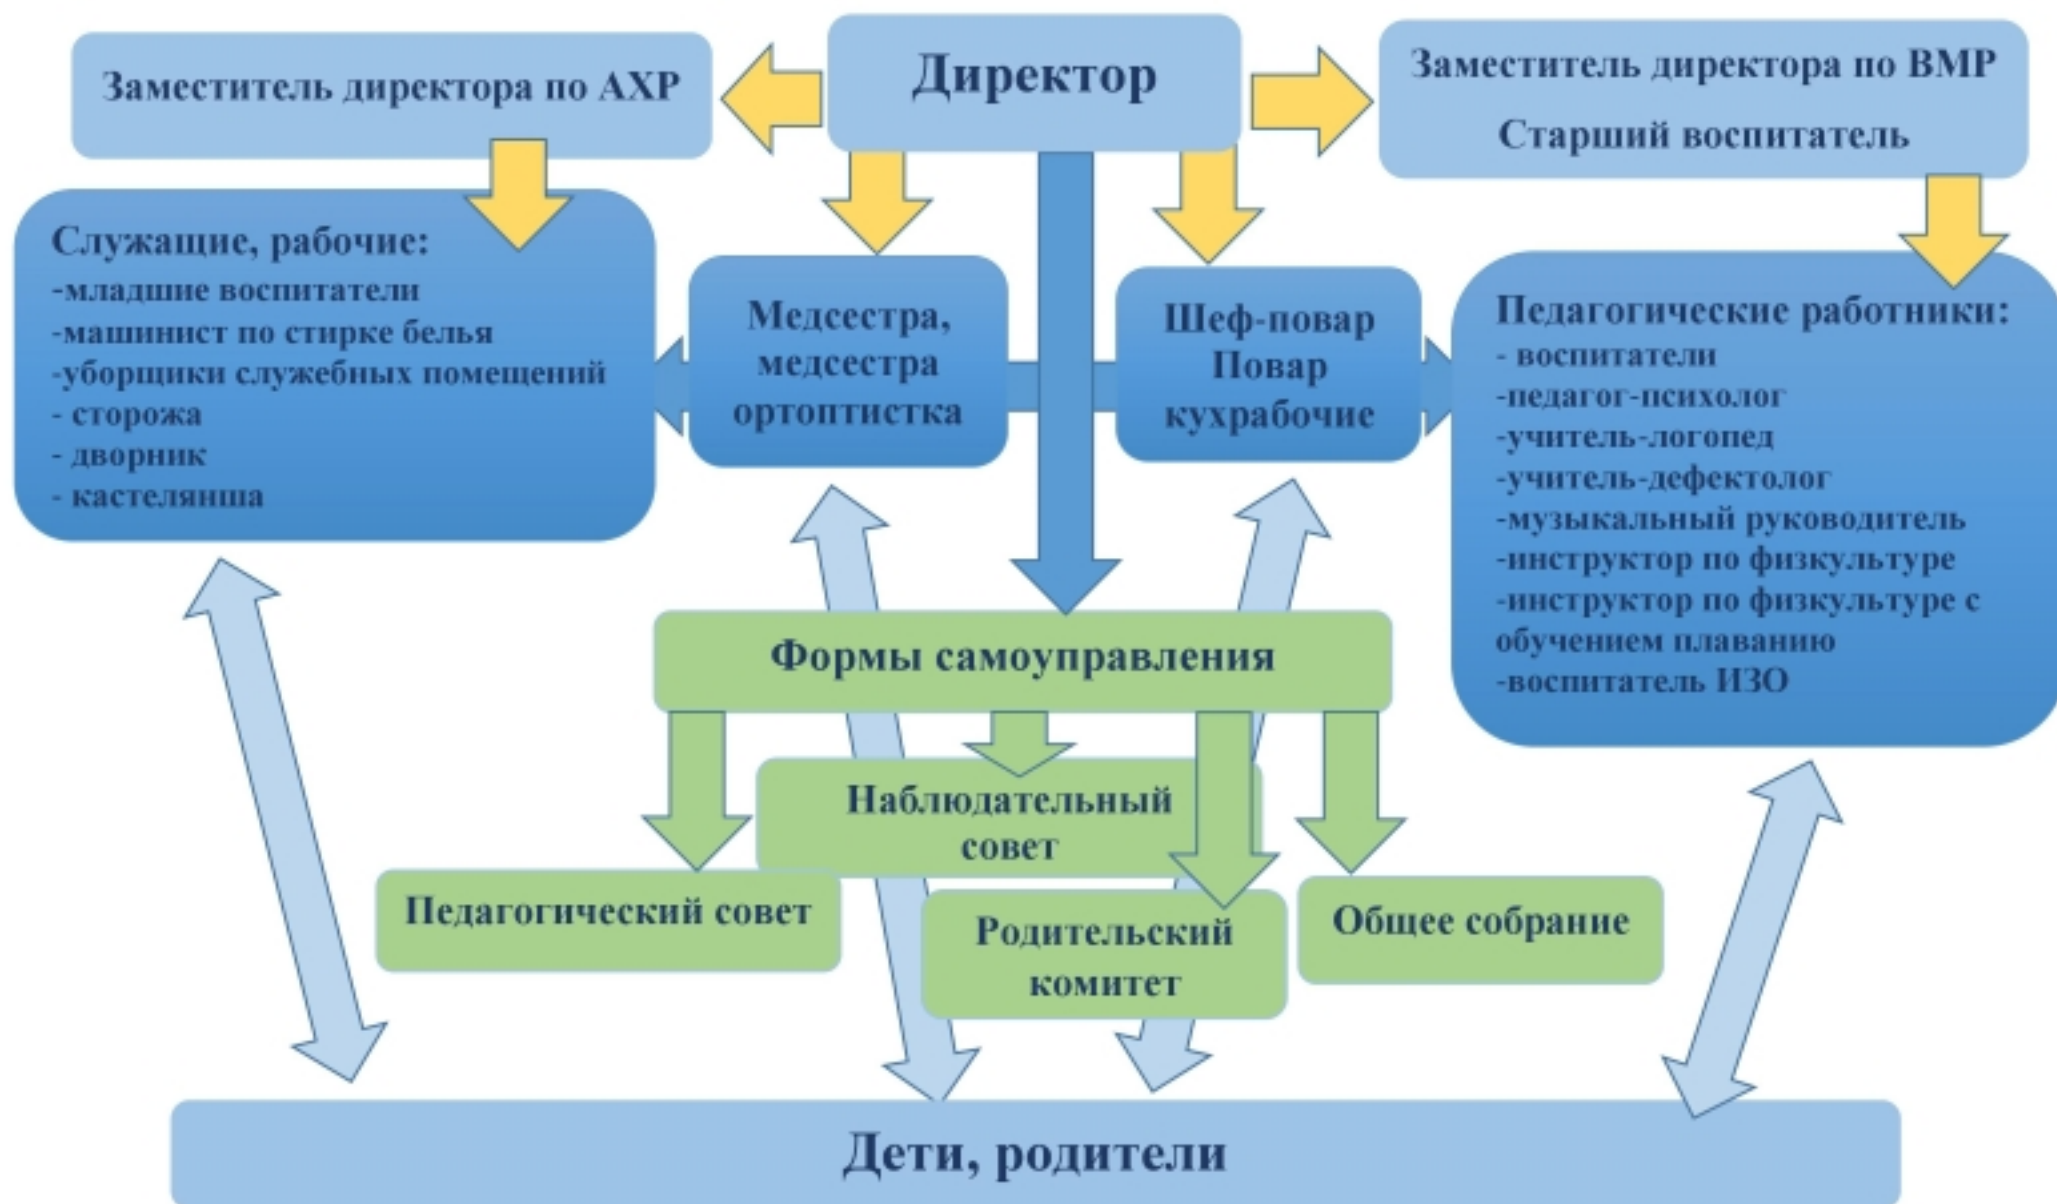 Директор
Заместитель директора по АХР
Заместитель директора по ВМР
Старший воспитатель
Служащие, рабочие:
-младшие воспитатели
-машинист по стирке белья
-уборщики служебных помещений
- сторожа
- дворник
- кастелянша
Медсестра,
медсестра
ортоптистка
Шеф-повар
Повар
кухрабочие
Педагогические работники:
- воспитатели
-педагог-психолог
-учитель-логопед
-учитель-дефектолог
-музыкальный руководитель
-инструктор по физкультуре
-инструктор по физкультуре с
обучением плаванию
-воспитатель ИЗО
Формы самоуправления
Наблюдательный
совет
Педагогический совет
Родительский
комитет
Общее собрание
Дети, родители